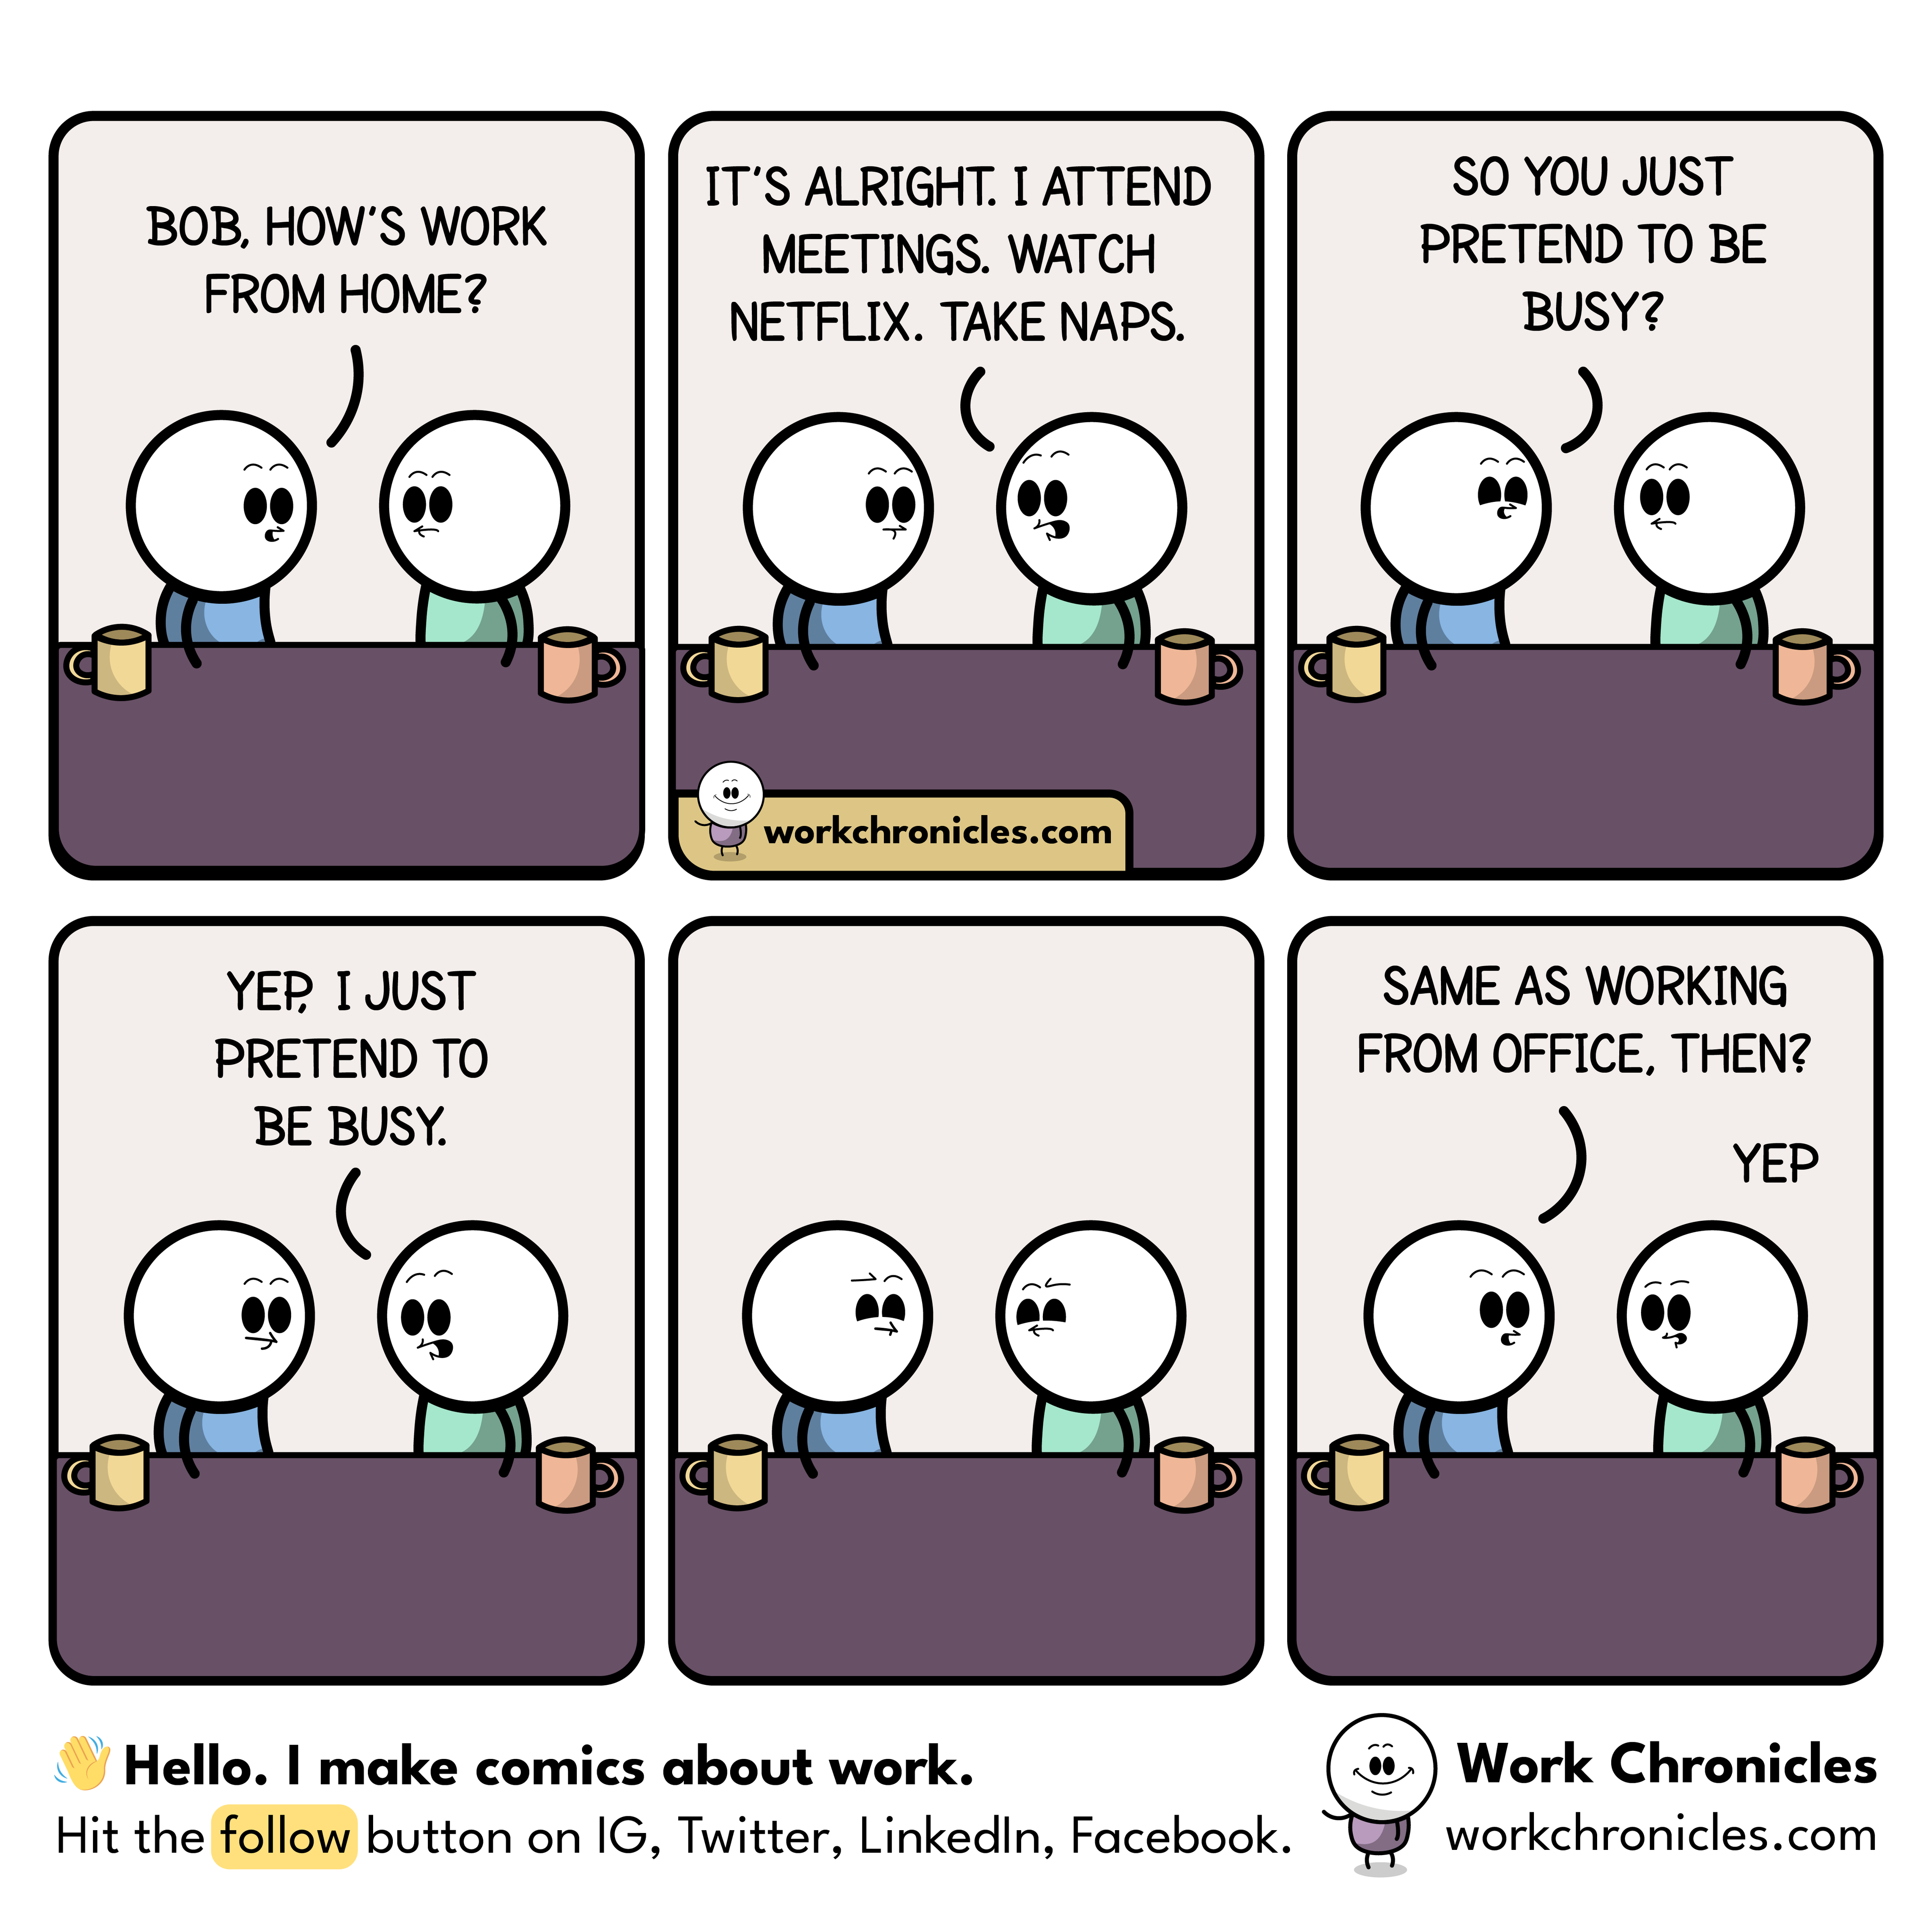 BOB, HOW'S WORK
FROM HOME?
IT'S ALRIGHT. I ATTEND
MEETINGS. WATCH
NETFLIX. TAKE NAPS.
workchronicles.com
SO YOU JUST
PRETEND TO BE
BUSY?
YEP, I JUST
PRETEND TO
BE BUSY.
SAME AS WORKING
FROM OFFICE, THEN?
YEP
👋 Hello. I make comics about work.
Hit the follow button on IG, Twitter, LinkedIn, Facebook.
Work Chronicles
workchronicles.com